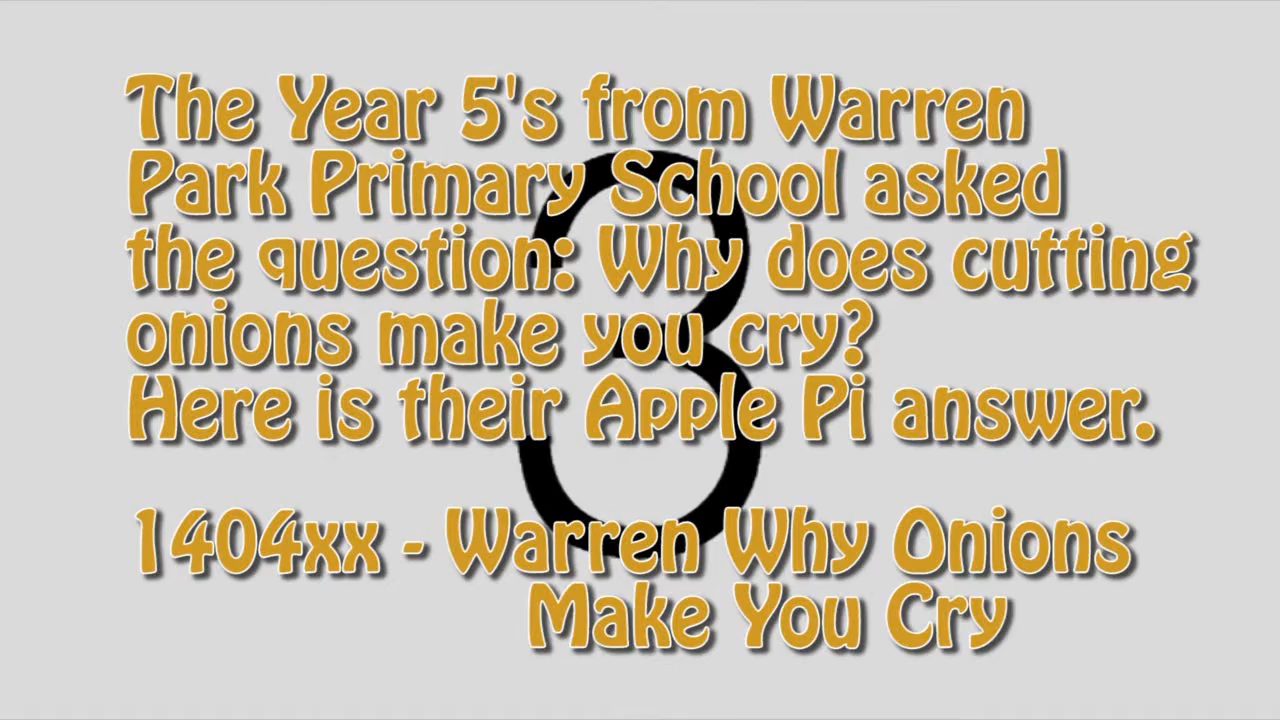 The Year 5's from Warren
Park Primary School asked
the question: Why does cutting
onions make you cry?
Here is their Apple Pi answer.
3
1404xx - Warren Why Onions
Make You Cry